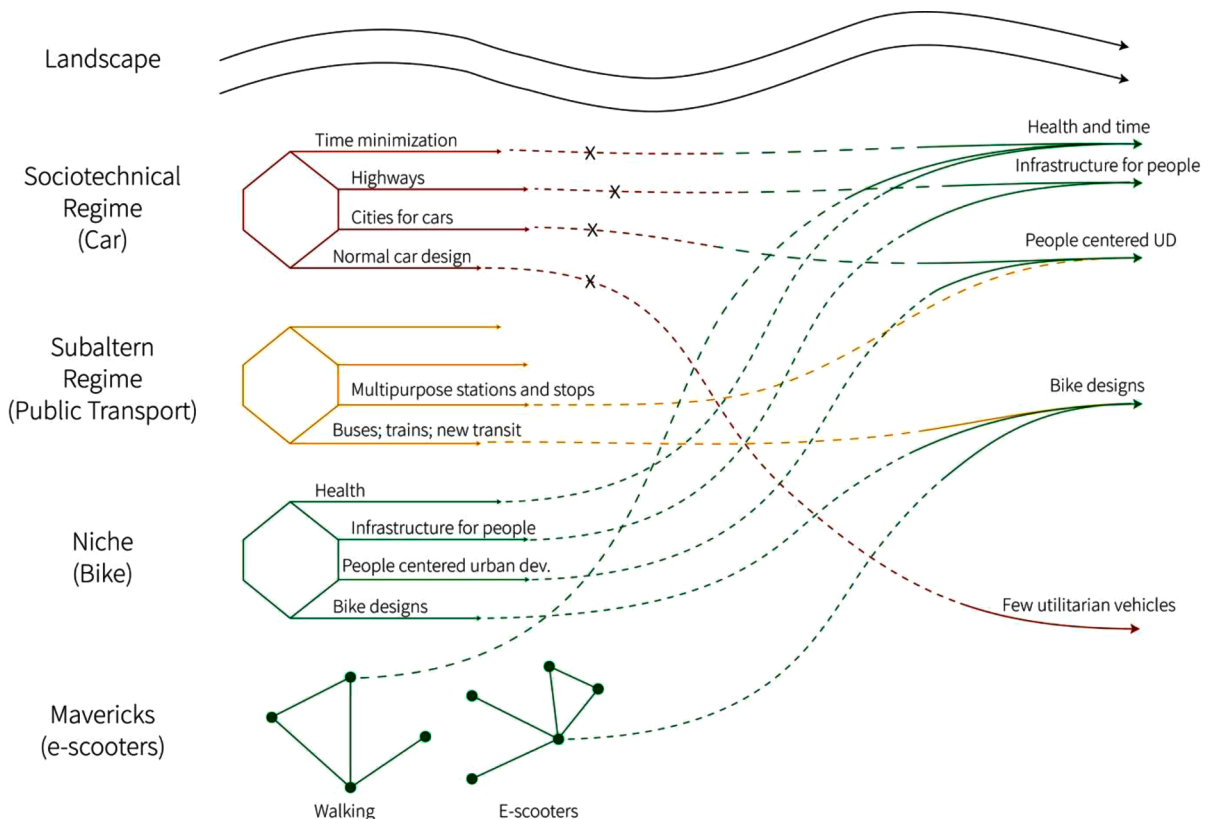 Landscape
Sociotechnical
Regime
(Car)
Time minimization
Highways
Cities for cars
Normal car design
X
X
X
X
Health and time
Infrastructure for people
People centered UD
Subaltern
Regime
(Public Transport)
Multipurpose stations and stops
Buses; trains; new transit
Bike designs
Niche
(Bike)
Health
Infrastructure for people
People centered urban dev.
Bike designs
Few utilitarian vehicles
Mavericks
(e-scooters)
Walking
E-scooters